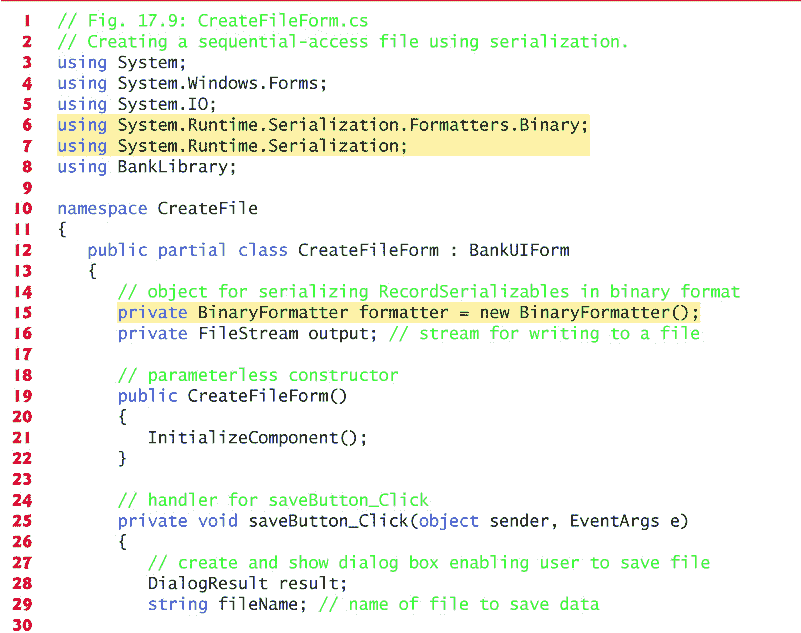 1 // Fig. 17.9: CreateFileForm.cs
2 // Creating a sequential-access file using serialization.
3 using System;
4 using System.Windows.Forms;
5 using System.IO;
6 using System.Runtime.Serialization.Formatters.Binary;
7 using System.Runtime.Serialization;
8 using BankLibrary;
9
10 namespace CreateFile
11 {
12 public partial class CreateFileForm : BankUIForm
13 {
14 // object for serializing RecordSerializables in binary format
15 private BinaryFormatter formatter = new BinaryFormatter();
16 private FileStream output; // stream for writing to a file
17
18 // parameterless constructor
19 public CreateFileForm()
20 {
21 InitializeComponent();
22 }
23
24 // handler for saveButton_Click
25 private void saveButton_Click(object sender, EventArgs e)
26 {
27 // create and show dialog box enabling user to save file
28 DialogResult result;
29 string fileName; // name of file to save data
30